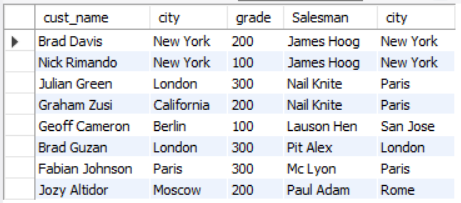 cust_name city grade Salesman city
Brad Davis New York 200 James Hoog New York
Nick Rimando New York 100 James Hoog New York
Julian Green London 300 Nail Knite Paris
Graham Zusi California 200 Nail Knite Paris
Geoff Cameron Berlin 100 Lauson Hen San Jose
Brad Guzan London 300 Pit Alex London
Fabian Johnson Paris 300 Mc Lyon Paris
Jozy Altidor Moscow 200 Paul Adam Rome